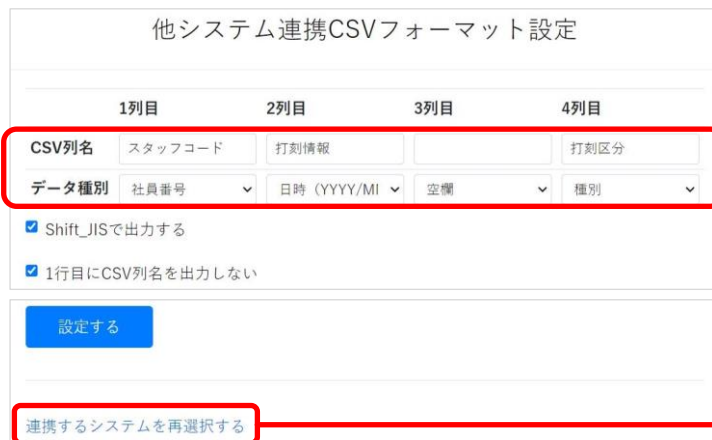 他システム連携CSVフォーマット設定
1列目 2列目 3列目 4列目
CSV列名 スタッフコード 打刻情報 打刻区分
データ種別 社員番号 日時（YYYY/MI 空欄 種別
Shift_JISで出力する
1行目にCSV列名を出力しない
設定する
連携するシステムを再選択する